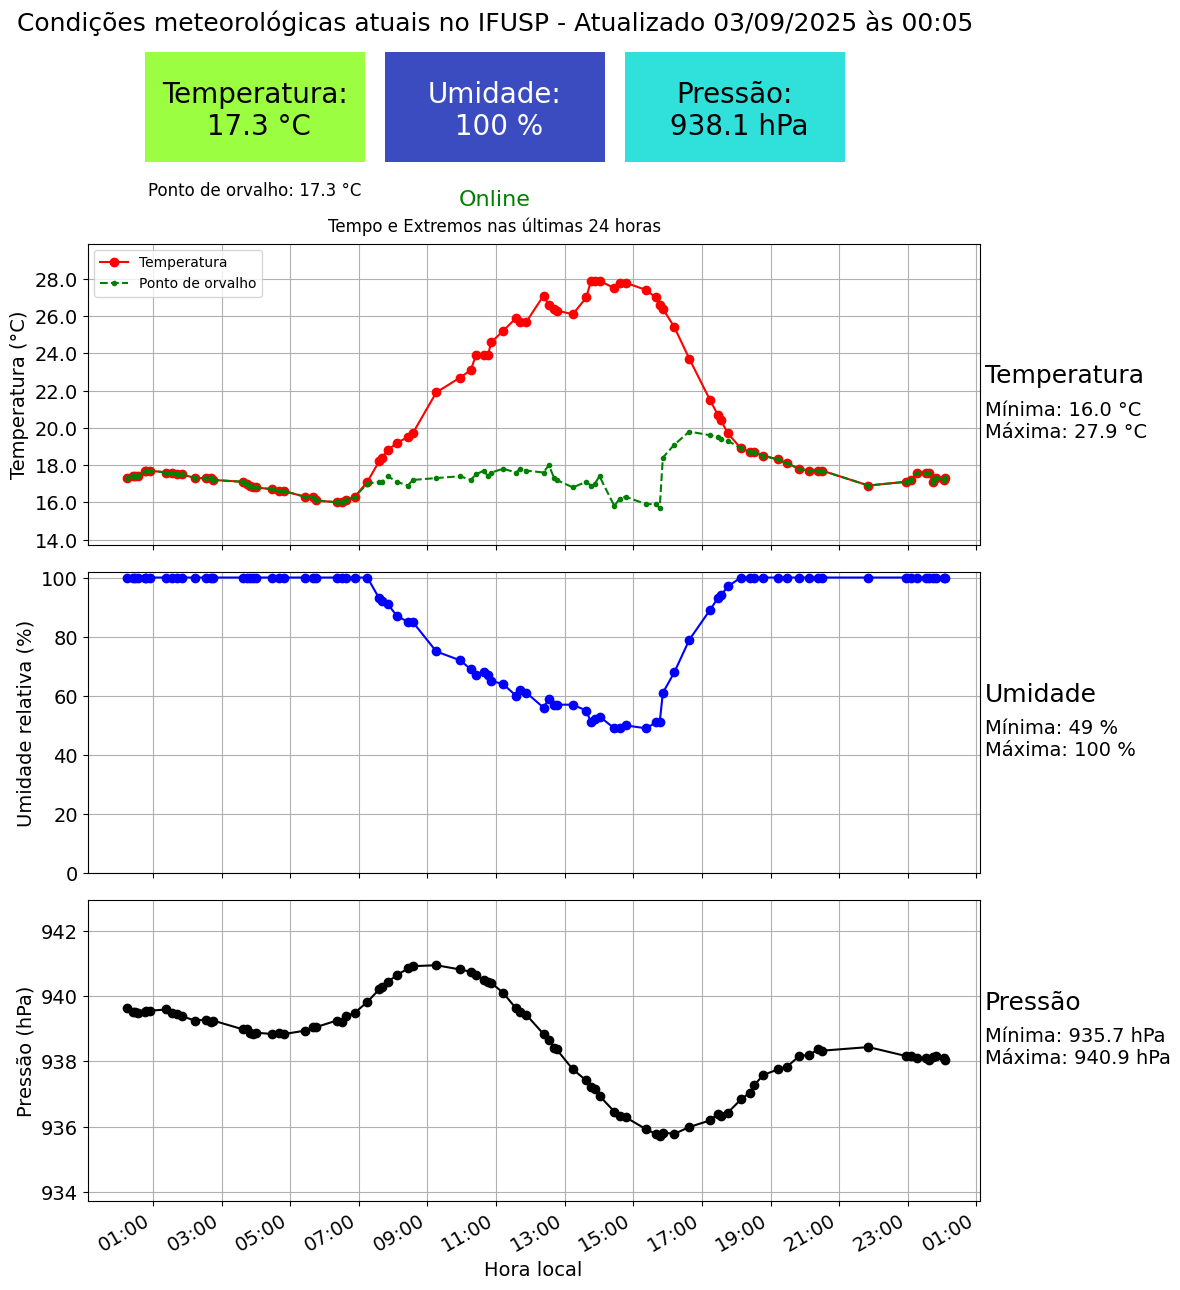 Condições meteorológicas atuais no IFUSP - Atualizado 03/09/2025 às 00:05
Temperatura:
17.3 °C
Umidade:
100 %
Pressão:
938.1 hPa
Ponto de orvalho: 17.3 °C
Online
Tempo e Extremos nas últimas 24 horas
Temperatura
Ponto de orvalho
Temperatura (°C)
28.0
26.0
24.0
22.0
20.0
18.0
16.0
14.0
Temperatura
Mínima: 16.0 °C
Máxima: 27.9 °C
Umidade relativa (%)
100
80
60
40
20
0
Umidade
Mínima: 49 %
Máxima: 100 %
Pressão (hPa)
942
940
938
936
934
Pressão
Mínima: 935.7 hPa
Máxima: 940.9 hPa
01:00 03:00 05:00 07:00 09:00 11:00 13:00 15:00 17:00 19:00 21:00 23:00 01:00
Hora local